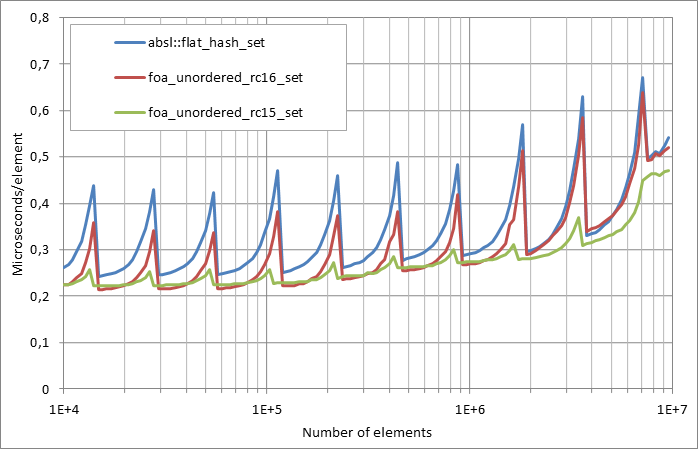 0,8
0,7
0,6
0,5
0,4
0,3
0,2
0,1
0
Microseconds/element
absl::flat_hash_set
foa_unordered_rc16_set
foa_unordered_rc15_set
1E+4 1E+5 1E+6 1E+7
Number of elements